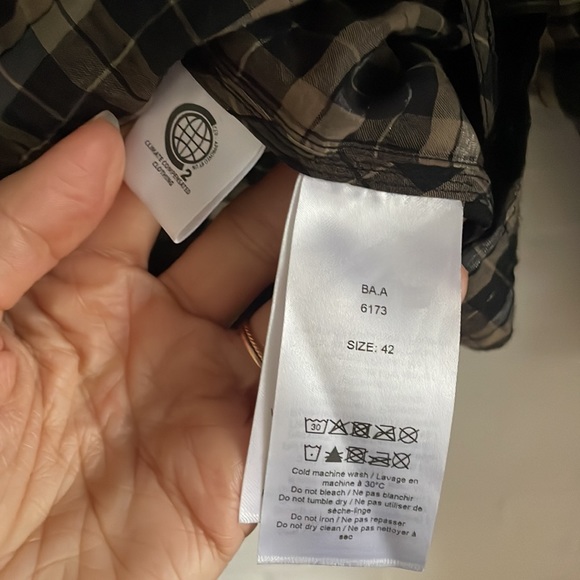 CLIMATE COMPENSATED
CLOTHING
2
BA.A
6173
SIZE: 42
30
Cold machine wash / Lavage en
machine à 30°C
Do not bleach / Ne pas blanchir
Do not tumble dry / Ne pas utiliser de
sèche-linge
Do not iron / Ne pas repasser
Do not dry clean / Ne pas nettoyer à
sec